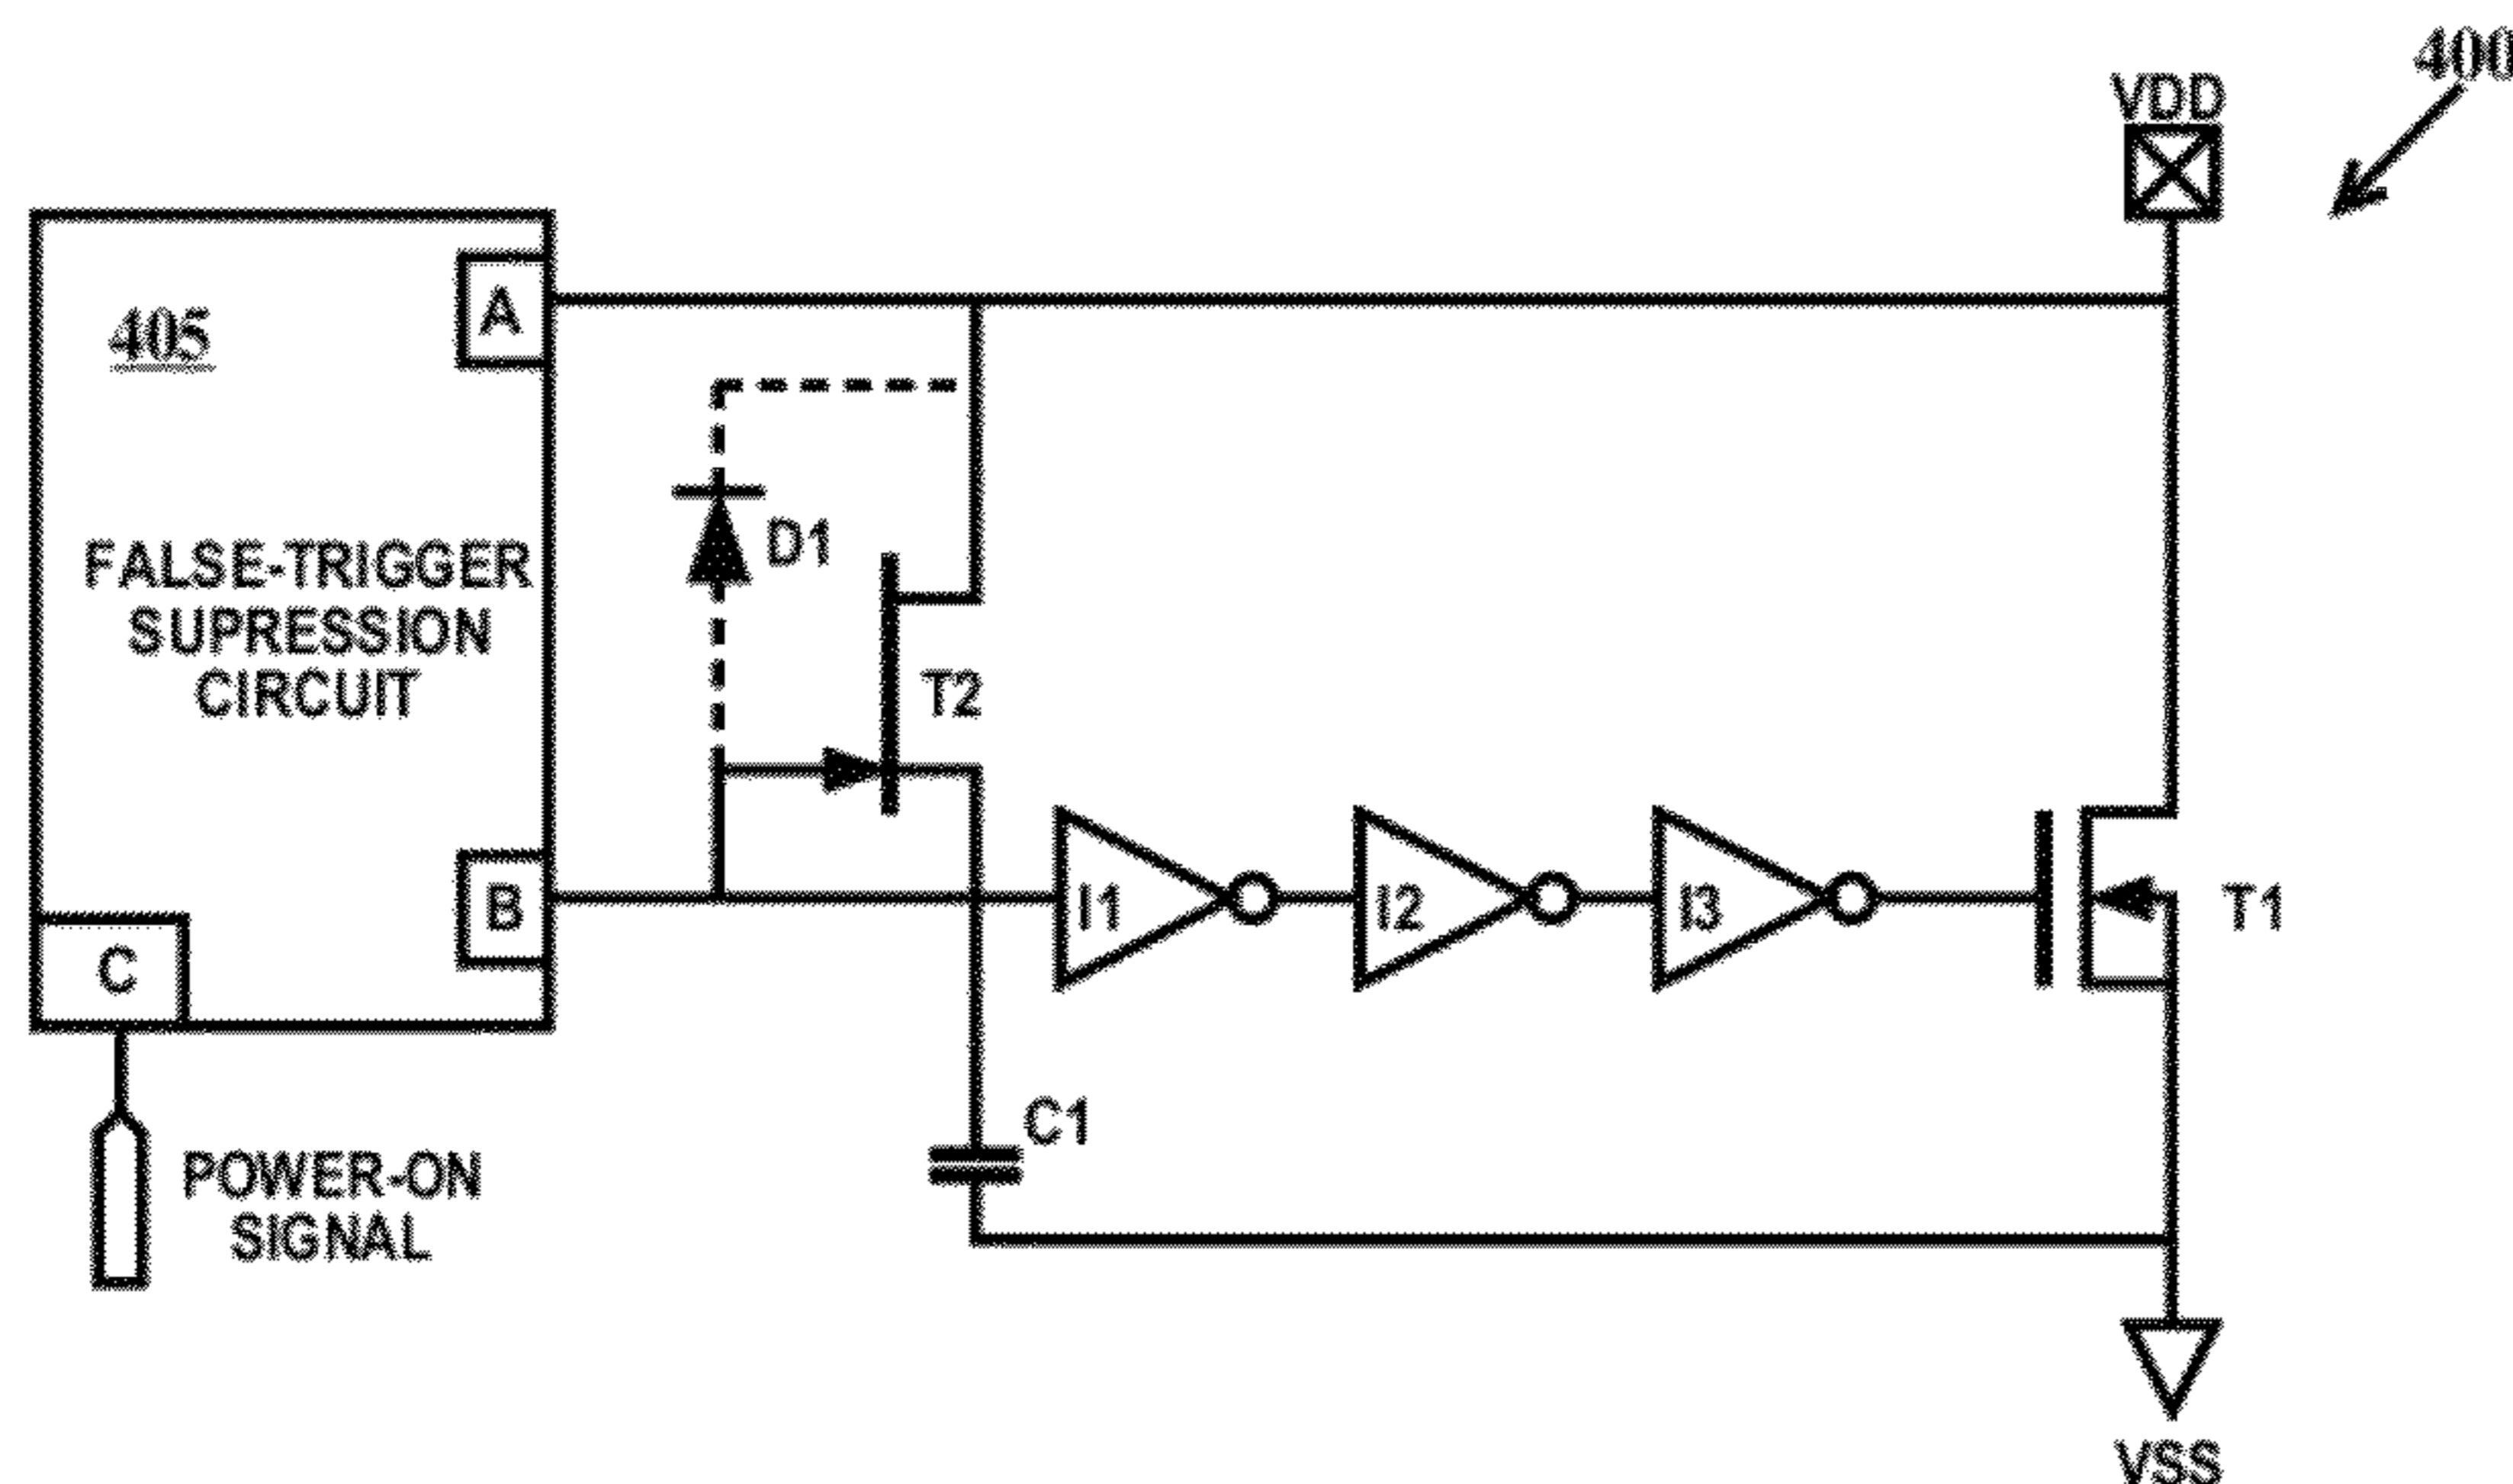 400
VDD
A
405
D1
FALSE-TRIGGER
SUPRESSION
CIRCUIT
T2
B
I1
I2
I3
T1
C
C1
POWER-ON
SIGNAL
VSS